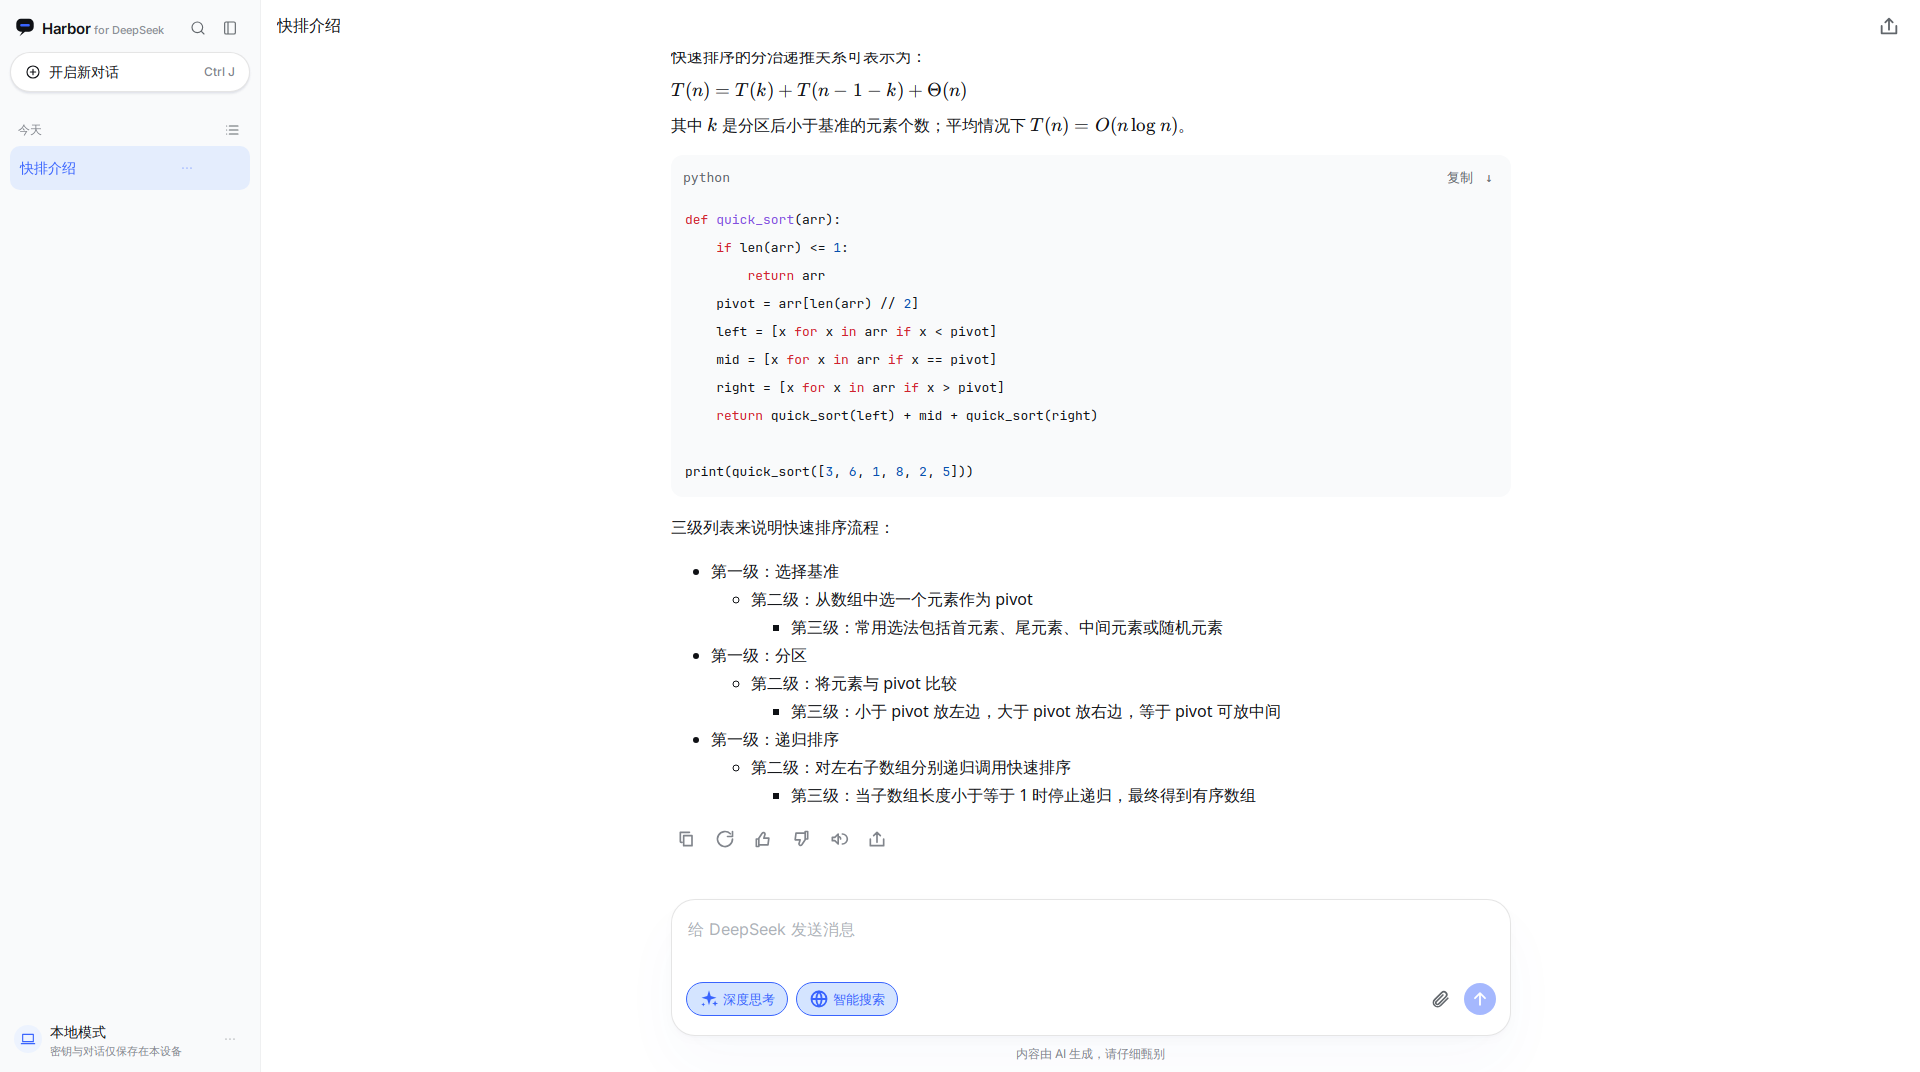 Harbor for DeepSeek
开启新对话 Ctrl J
今天
快排介绍
本地模式
密钥与对话仅保存在本设备
快排介绍
快速排序的分治递推关系可表示为：
T(n) = T(k) + T(n − 1 − k) + Θ(n)
其中 k 是分区后小于基准的元素个数；平均情况下 T(n) = O(n log n)。
python 复制 ↓
def quick_sort(arr):
    if len(arr) <= 1:
        return arr
    pivot = arr[len(arr) // 2]
    left = [x for x in arr if x < pivot]
    mid = [x for x in arr if x == pivot]
    right = [x for x in arr if x > pivot]
    return quick_sort(left) + mid + quick_sort(right)
print(quick_sort([3, 6, 1, 8, 2, 5]))
三级列表来说明快速排序流程：
第一级：选择基准
第二级：从数组中选一个元素作为 pivot
第三级：常用选法包括首元素、尾元素、中间元素或随机元素
第一级：分区
第二级：将元素与 pivot 比较
第三级：小于 pivot 放左边，大于 pivot 放右边，等于 pivot 可放中间
第一级：递归排序
第二级：对左右子数组分别递归调用快速排序
第三级：当子数组长度小于等于 1 时停止递归，最终得到有序数组
给 DeepSeek 发送消息
深度思考 智能搜索
内容由 AI 生成，请仔细甄别